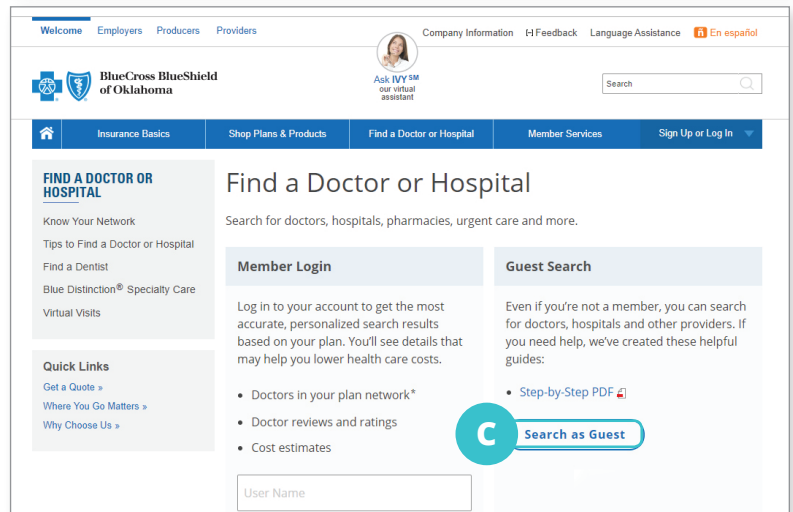 Welcome Employers Producers Providers
Company Information [-] Feedback Language Assistance ñ En español
Ask IVY SM
our virtual
assistant
BlueCross BlueShield
of Oklahoma
Search
Insurance Basics Shop Plans & Products Find a Doctor or Hospital Member Services Sign Up or Log In
FIND A DOCTOR OR
HOSPITAL
Know Your Network
Tips to Find a Doctor or Hospital
Find a Dentist
Blue Distinction® Specialty Care
Virtual Visits
Quick Links
Get a Quote »
Where You Go Matters »
Why Choose Us »
Find a Doctor or Hospital
Search for doctors, hospitals, pharmacies, urgent care and more.
Member Login
Log in to your account to get the most
accurate, personalized search results
based on your plan. You’ll see details that
may help you lower health care costs.
• Doctors in your plan network*
• Doctor reviews and ratings
• Cost estimates
User Name
Guest Search
Even if you’re not a member, you can search
for doctors, hospitals and other providers. If
you need help, we’ve created these helpful
guides:
• Step-by-Step PDF
C Search as Guest